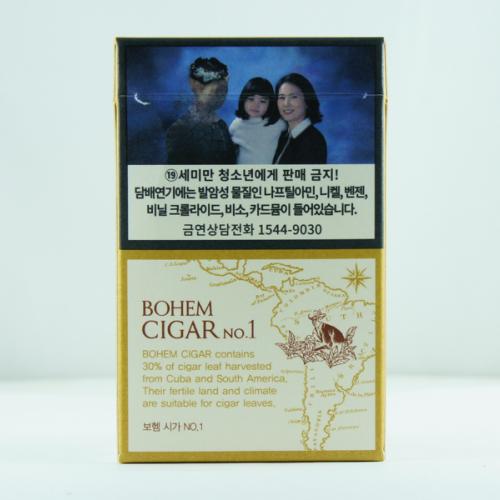 ⑲세미만 청소년에게 판매 금지!
담배연기에는 발암성 물질인 나프틸아민, 니켈, 벤젠,
비닐 크롤라이드, 비소, 카드뮴이 들어있습니다.
금연상담전화 1544-9030
BOHEM
CIGAR NO.1
BOHEM CIGAR contains
30% of cigar leaf harvested
from Cuba and South America.
Their fertile land and climate
are suitable for cigar leaves.
보헴 시가 NO.1
SOUTH